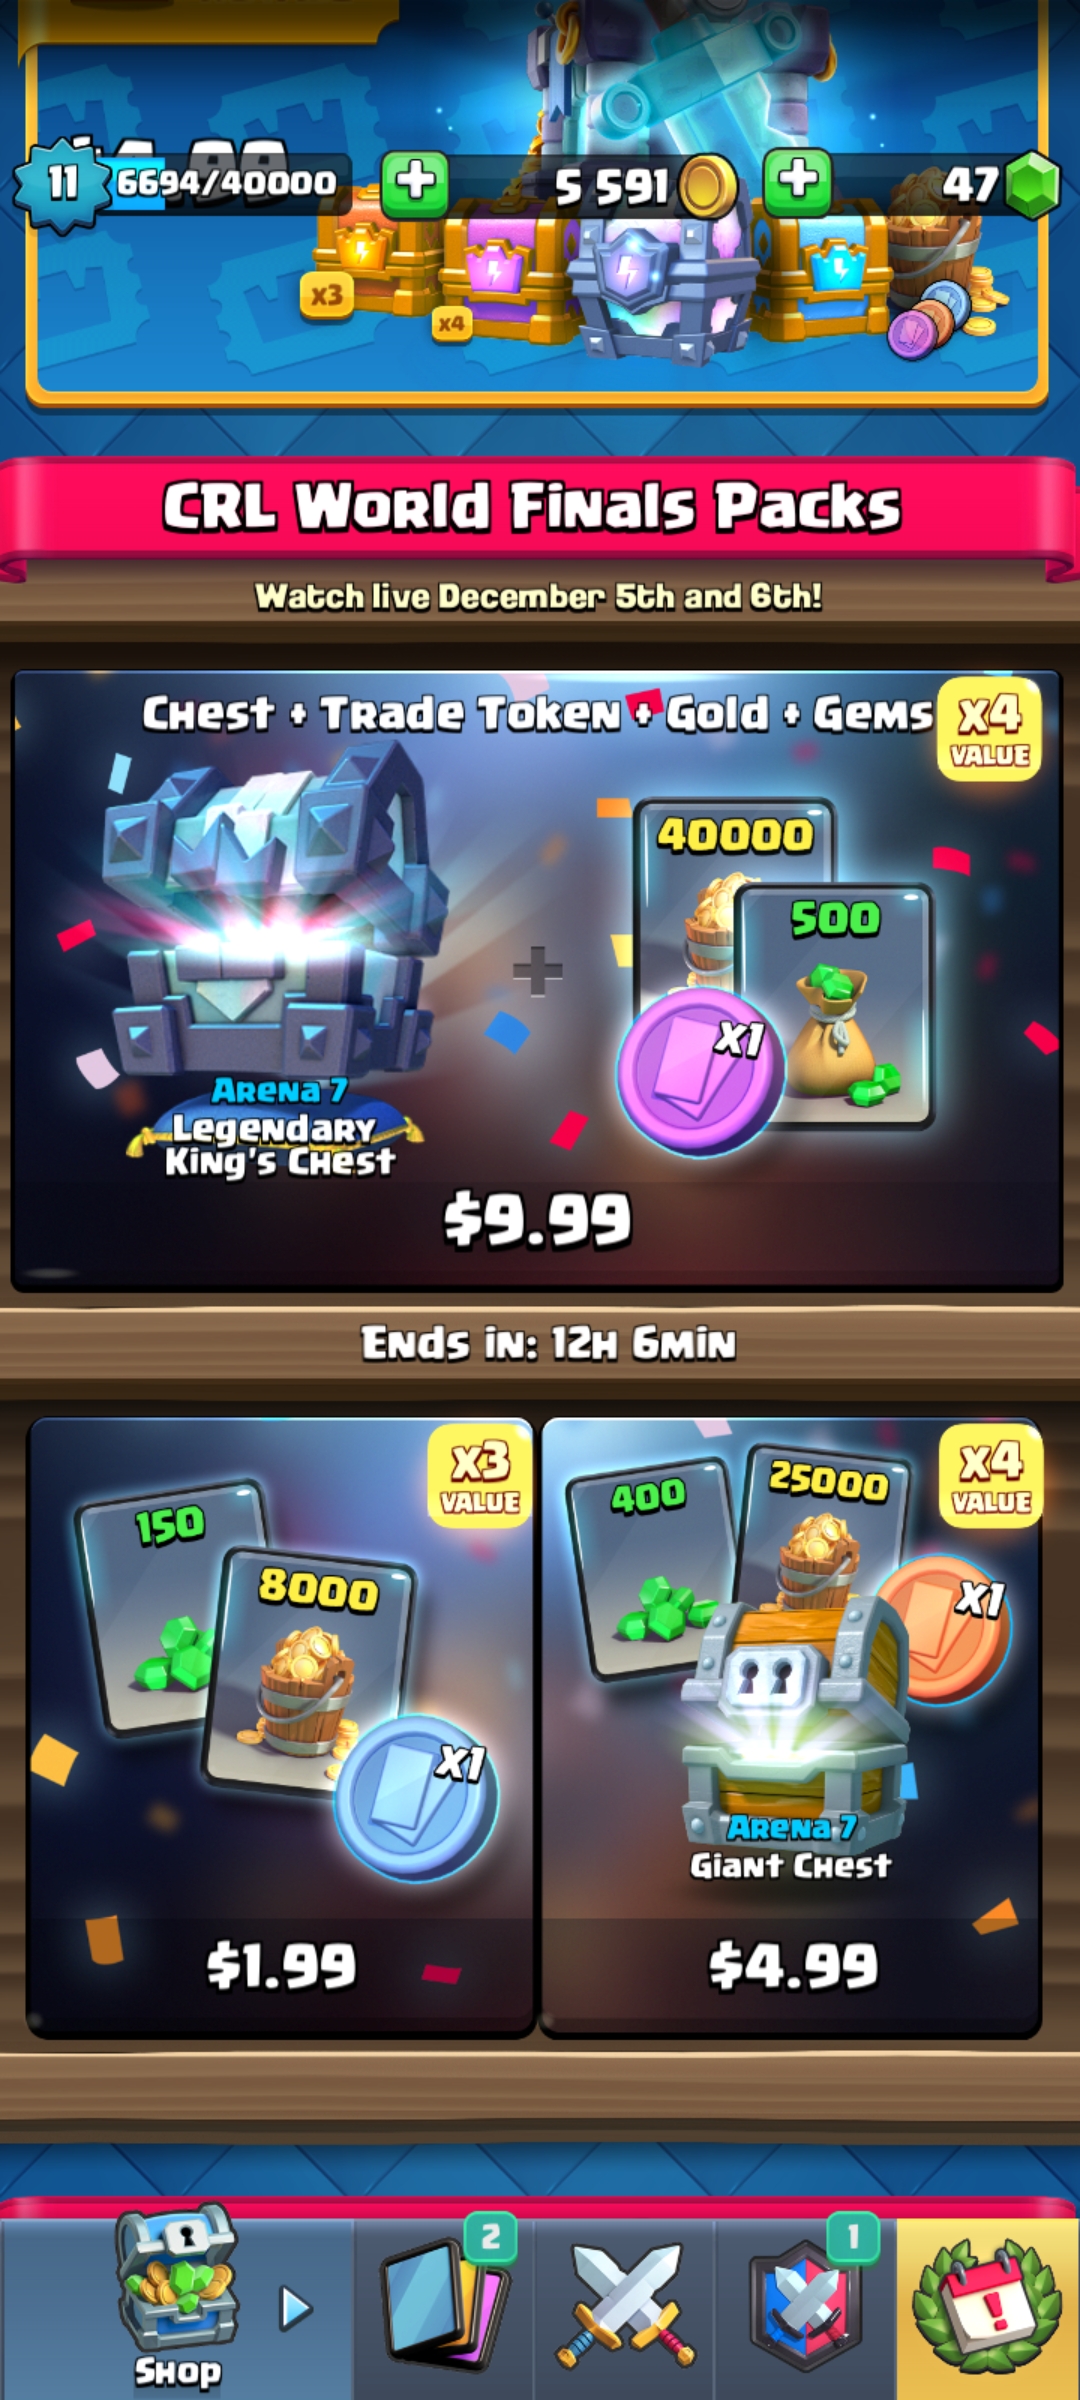 11
6694/40000
5 591
47
x3
x4
CRL World Finals Packs
Watch live December 5th and 6th!
Chest + Trade Token + Gold + Gems
x4
VALUE
40000
500
x1
Arena 7
Legendary
King's Chest
$9.99
Ends in: 12h 6min
x3
VALUE
150
8000
x1
$1.99
x4
VALUE
400
25000
x1
Arena 7
Giant Chest
$4.99
2
1
!
Shop